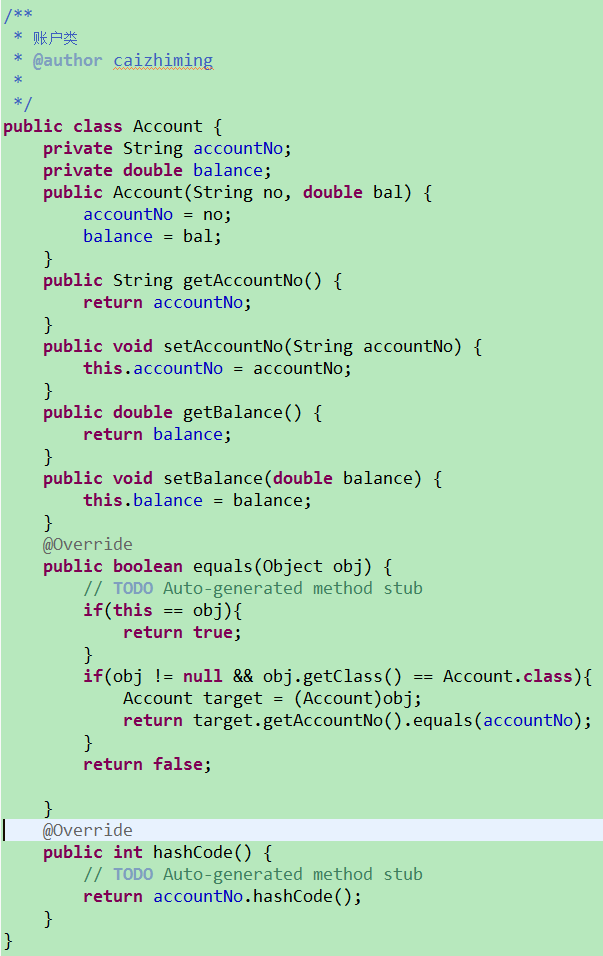 /**
 * 账户类
 * @author caizhiming
 *
 */
public class Account {
    private String accountNo;
    private double balance;
    public Account(String no, double bal) {
        accountNo = no;
        balance = bal;
    }
    public String getAccountNo() {
        return accountNo;
    }
    public void setAccountNo(String accountNo) {
        this.accountNo = accountNo;
    }
    public double getBalance() {
        return balance;
    }
    public void setBalance(double balance) {
        this.balance = balance;
    }
    @Override
    public boolean equals(Object obj) {
        // TODO Auto-generated method stub
        if(this == obj){
            return true;
        }
        if(obj != null && obj.getClass() == Account.class){
            Account target = (Account)obj;
            return target.getAccountNo().equals(accountNo);
        }
        return false;

    }
    @Override
    public int hashCode() {
        // TODO Auto-generated method stub
        return accountNo.hashCode();
    }
}